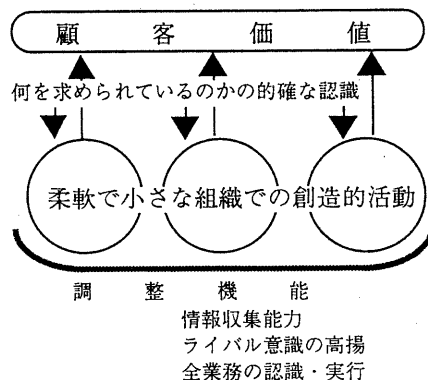 顧客価値
何を求められているのかの的確な認識
柔軟で小さな組織での創造的活動
調整機能
情報収集能力
ライバル意識の高揚
全業務の認識・実行